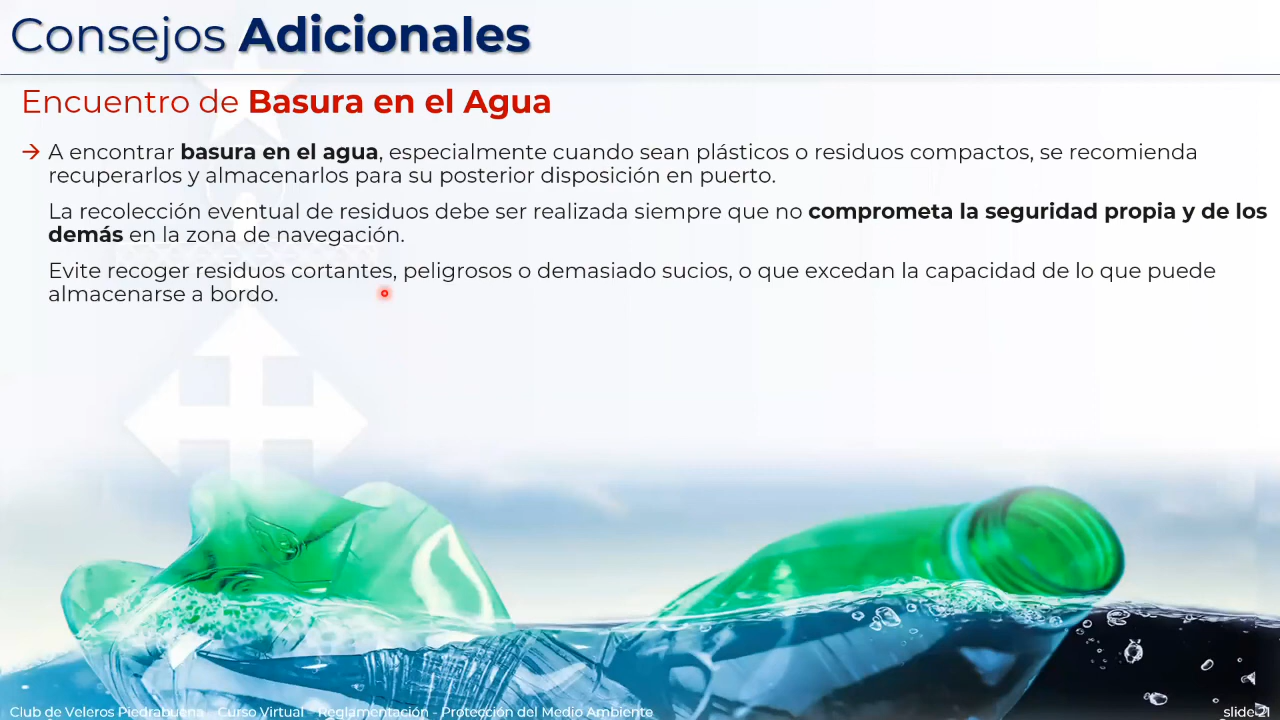 Consejos Adicionales
Encuentro de Basura en el Agua
→ A encontrar basura en el agua, especialmente cuando sean plásticos o residuos compactos, se recomienda
recuperarlos y almacenarlos para su posterior disposición en puerto.
La recolección eventual de residuos debe ser realizada siempre que no comprometa la seguridad propia y de los
demás en la zona de navegación.
Evite recoger residuos cortantes, peligrosos o demasiado sucios, o que excedan la capacidad de lo que puede
almacenarse a bordo.
Club de Veleros Piedrabuena - Curso Virtual - Reglamentación - Protección del Medio Ambiente
slide 21